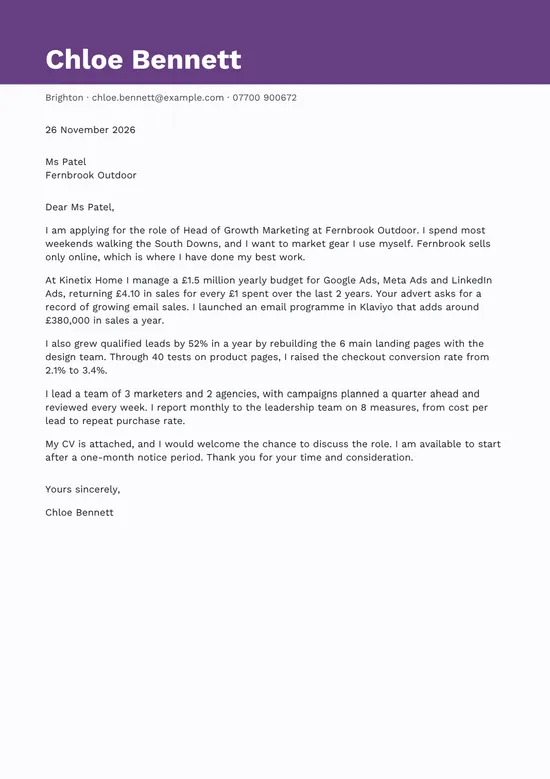 Chloe Bennett
Brighton · chloe.bennett@example.com · 07700 900672
26 November 2026
Ms Patel
Fernbrook Outdoor
Dear Ms Patel,
I am applying for the role of Head of Growth Marketing at Fernbrook Outdoor. I spend most
weekends walking the South Downs, and I want to market gear I use myself. Fernbrook sells
only online, which is where I have done my best work.
At Kinetix Home I manage a £1.5 million yearly budget for Google Ads, Meta Ads and LinkedIn
Ads, returning £4.10 in sales for every £1 spent over the last 2 years. Your advert asks for a
record of growing email sales. I launched an email programme in Klaviyo that adds around
£380,000 in sales a year.
I also grew qualified leads by 52% in a year by rebuilding the 6 main landing pages with the
design team. Through 40 tests on product pages, I raised the checkout conversion rate from
2.1% to 3.4%.
I lead a team of 3 marketers and 2 agencies, with campaigns planned a quarter ahead and
reviewed every week. I report monthly to the leadership team on 8 measures, from cost per
lead to repeat purchase rate.
My CV is attached, and I would welcome the chance to discuss the role. I am available to start
after a one-month notice period. Thank you for your time and consideration.
Yours sincerely,
Chloe Bennett